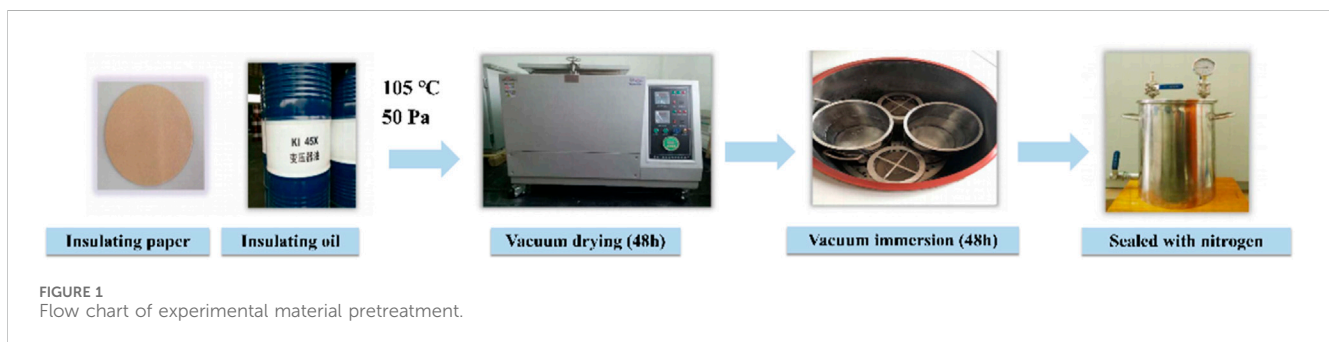 105 °C
50 Pa
KI 45X
变压器油
Insulating paper
Insulating oil
Vacuum drying (48h)
Vacuum immersion (48h)
Sealed with nitrogen
FIGURE 1
Flow chart of experimental material pretreatment.